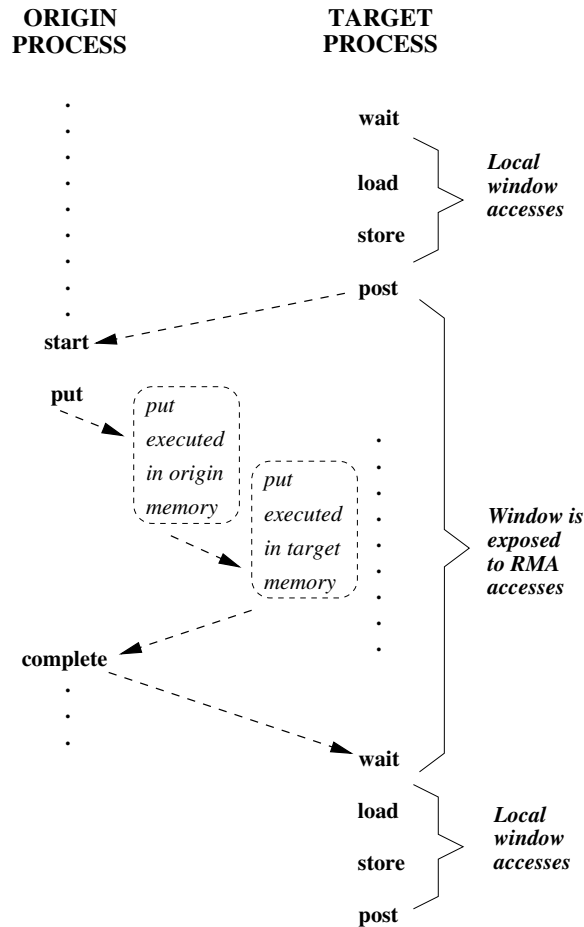 ORIGIN
PROCESS
TARGET
PROCESS
wait
load
store
Local
window
accesses
post
start
put
put
executed
in origin
memory
put
executed
in target
memory
Window is
exposed
to RMA
accesses
complete
wait
load
store
Local
window
accesses
post